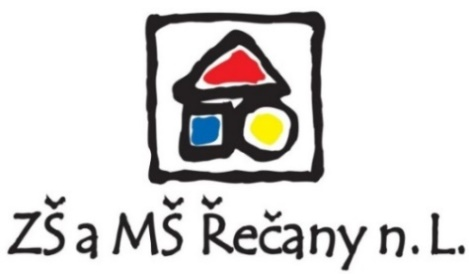 ZŠ a MŠ Řečany n. L.